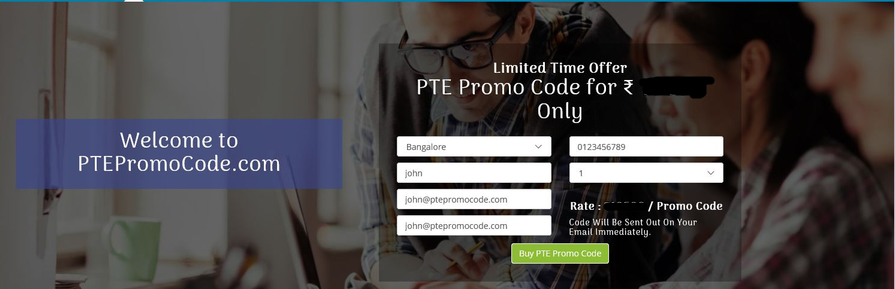 Welcome to
PTEPromoCode.com
Limited Time Offer
PTE Promo Code for ₹
Only
Bangalore
0123456789
john
1
john@ptepromocode.com
Rate : ------ / Promo Code
john@ptepromocode.com
Code Will Be Sent Out On Your
Email Immediately.
Buy PTE Promo Code